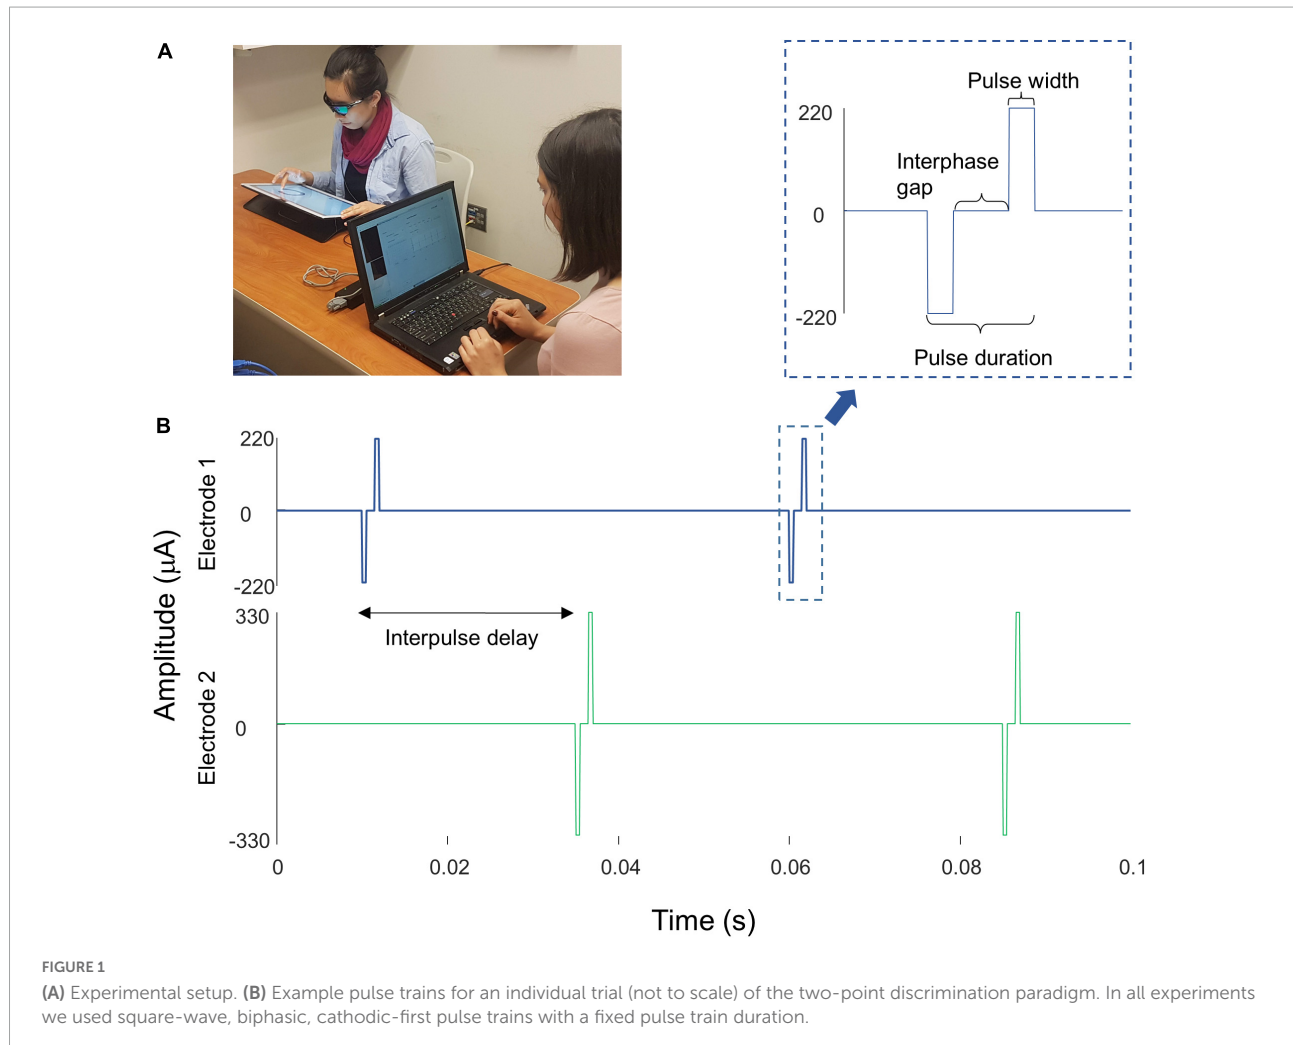 A
Pulse width
220
Interphase
gap
0
-220
Pulse duration
B
220
0
-220
Electrode 1
Amplitude (μA)
330
Interpulse delay
0
-330
Electrode 2
0
0.02
0.04
0.06
0.08
0.1
Time (s)
FIGURE 1
(A) Experimental setup. (B) Example pulse trains for an individual trial (not to scale) of the two-point discrimination paradigm. In all experiments
we used square-wave, biphasic, cathodic-first pulse trains with a fixed pulse train duration.